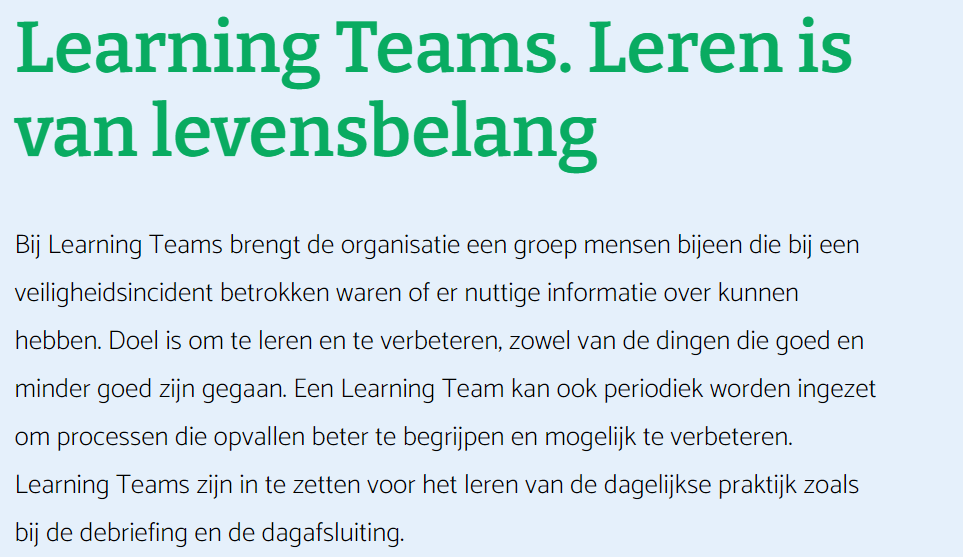 Learning Teams. Leren is
van levensbelang
Bij Learning Teams brengt de organisatie een groep mensen bijeen die bij een
veiligheidsincident betrokken waren of er nuttige informatie over kunnen
hebben. Doel is om te leren en te verbeteren, zowel van de dingen die goed en
minder goed zijn gegaan. Een Learning Team kan ook periodiek worden ingezet
om processen die opvallen beter te begrijpen en mogelijk te verbeteren.
Learning Teams zijn in te zetten voor het leren van de dagelijkse praktijk zoals
bij de debriefing en de dagafsluiting.